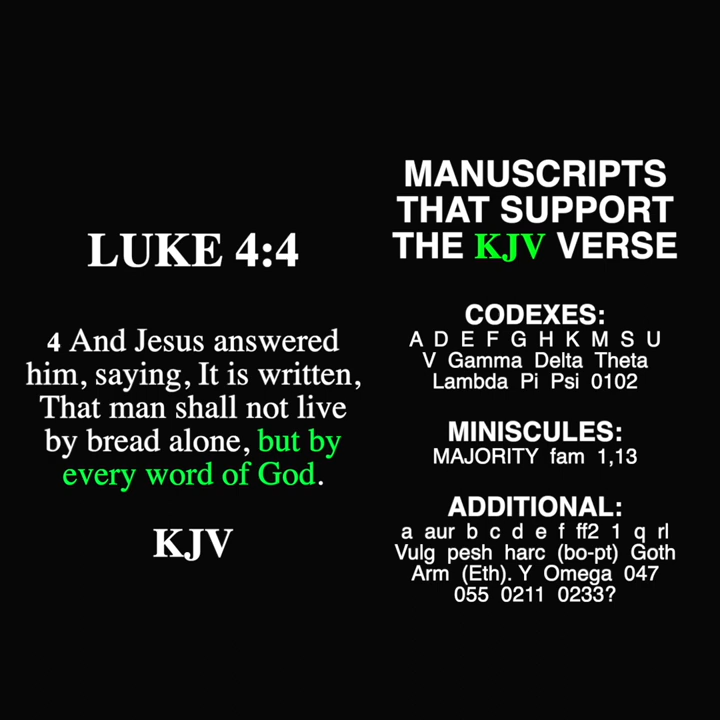 LUKE 4:4
4 And Jesus answered
him, saying, It is written,
That man shall not live
by bread alone, but by
every word of God.
KJV
MANUSCRIPTS
THAT SUPPORT
THE KJV VERSE
CODEXES:
A D E F G H K M S U
V Gamma Delta Theta
Lambda Pi Psi 0102
MINISCULES:
MAJORITY fam 1,13
ADDITIONAL:
a aur b c d e f ff2 1 q rl
Vulg pesh harc (bo-pt) Goth
Arm (Eth). Y Omega 047
055 0211 0233?